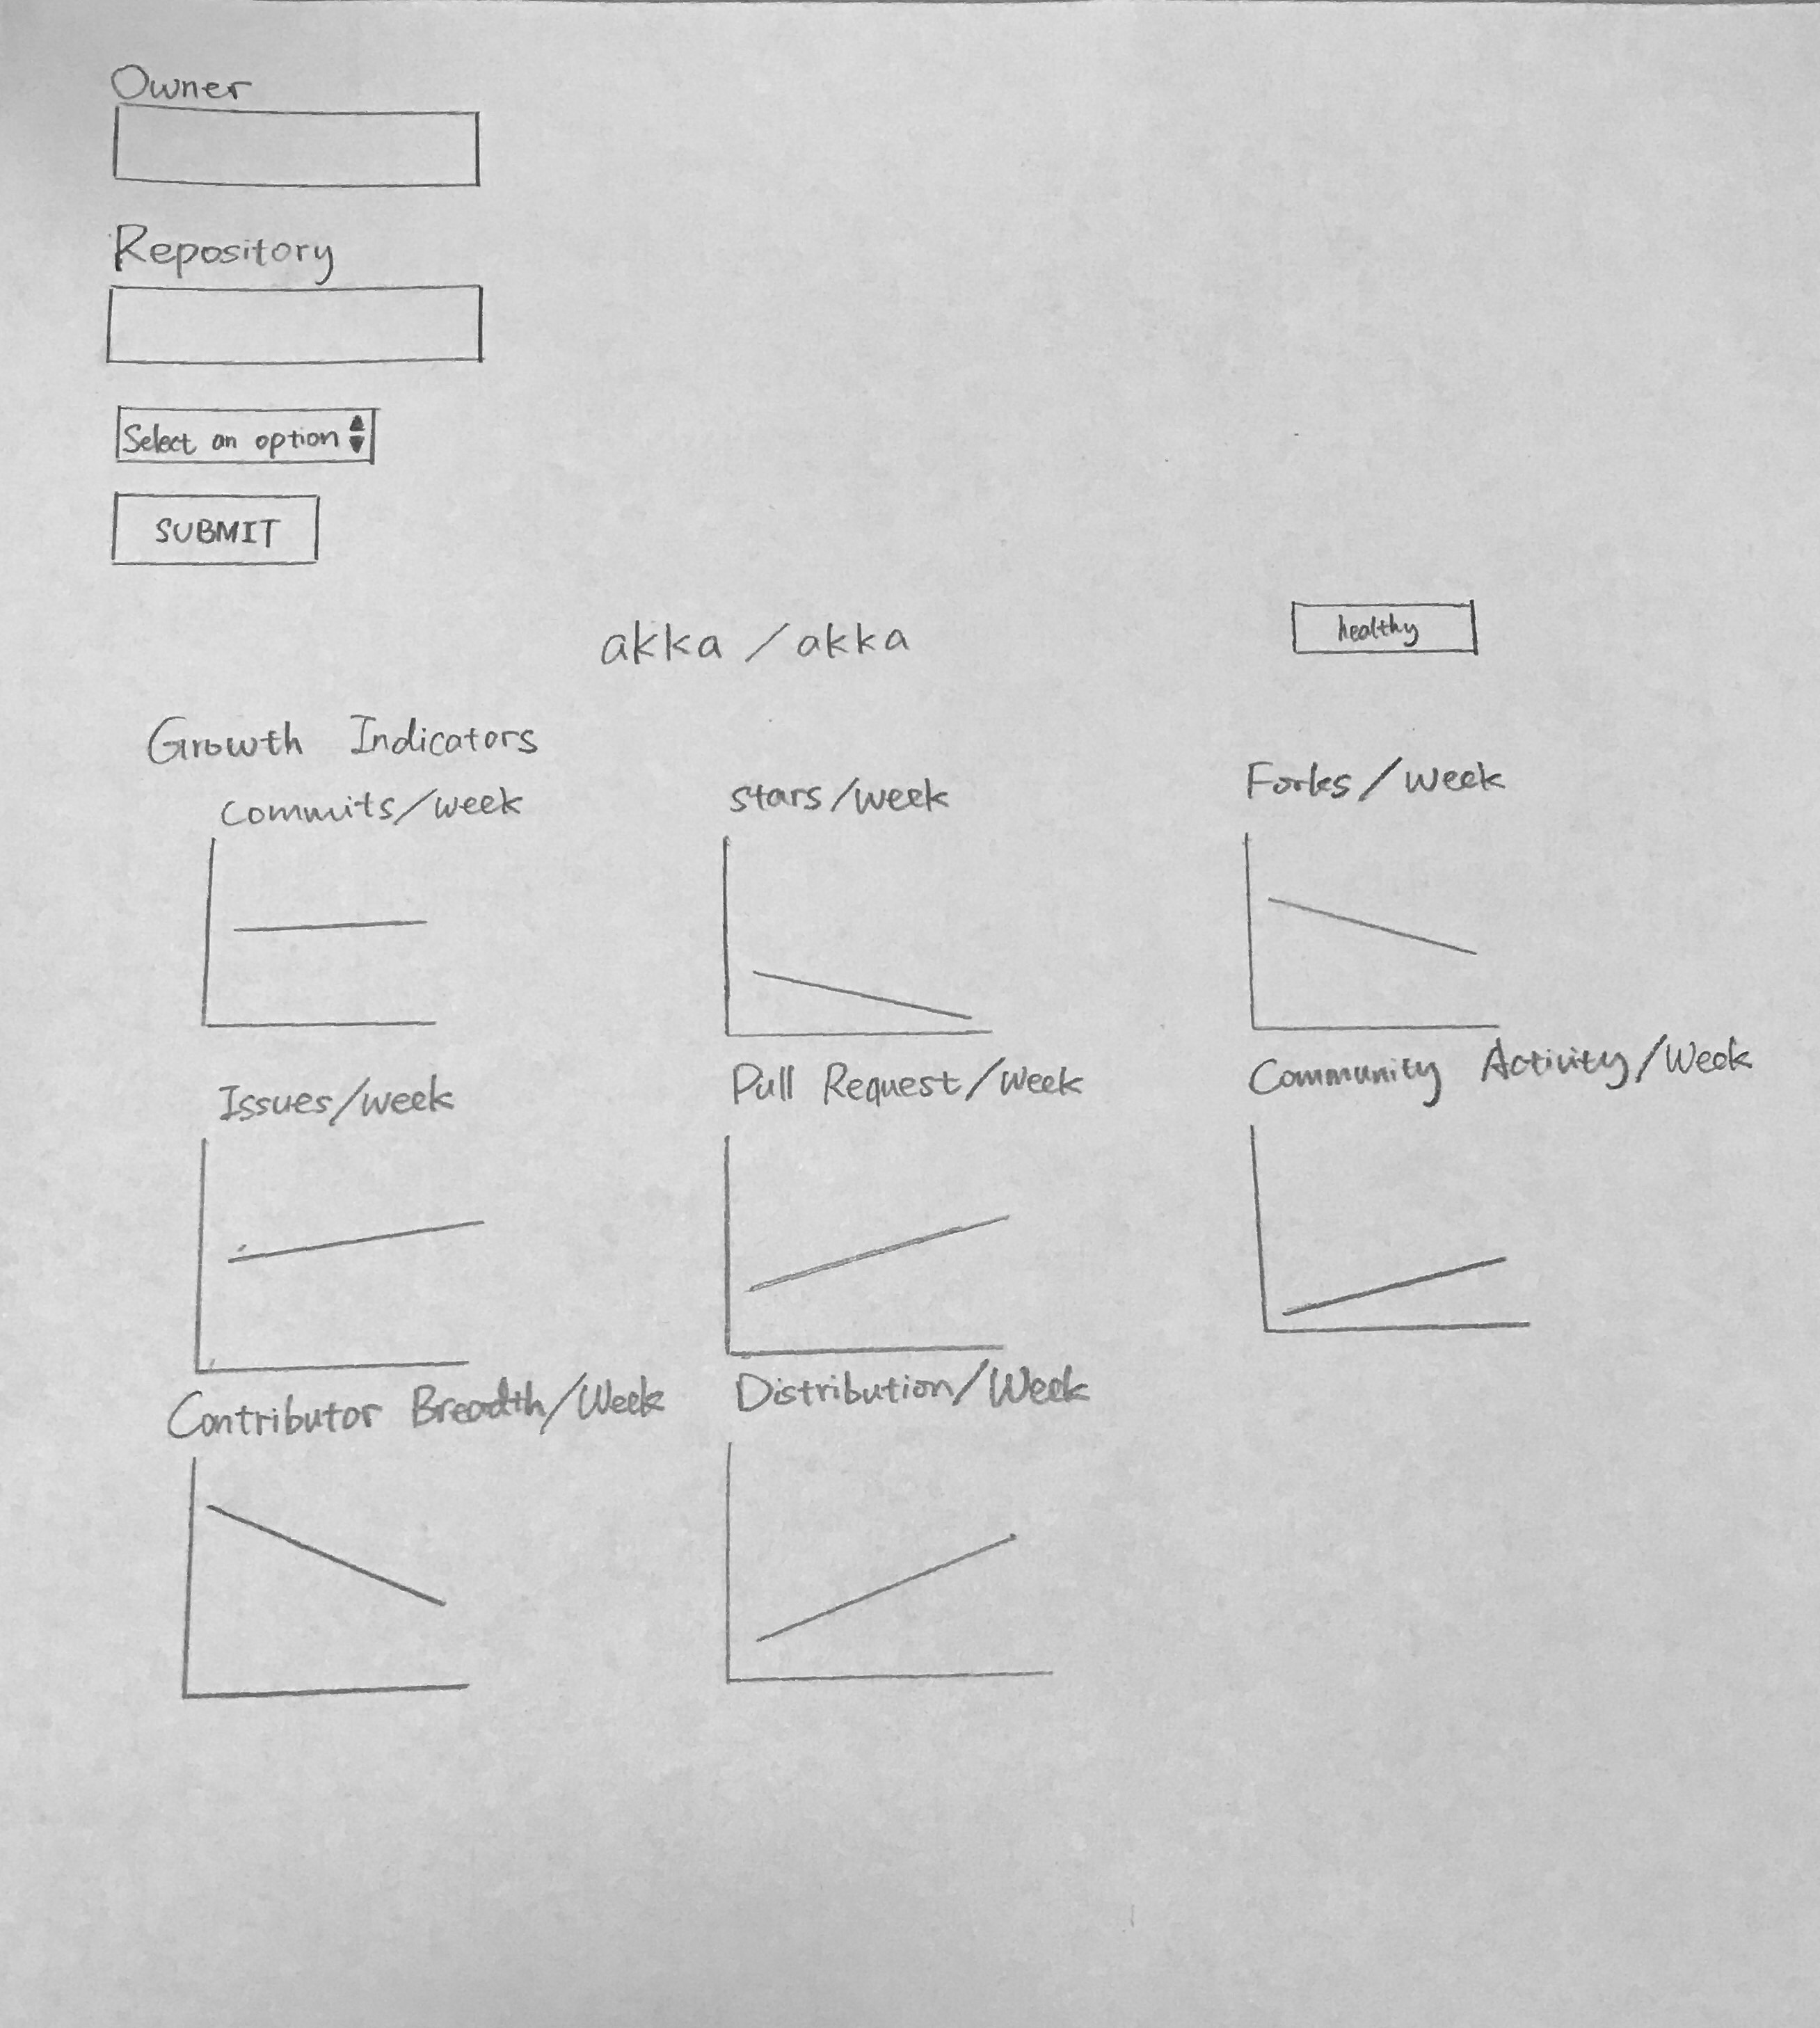 Owner
Repository
Select an option
SUBMIT
akka / akka
healthy
Growth Indicators
Commits/week
stars/week
Forks/week
Issues/week
Pull Request/week
Community Activity/Week
Contributor Breadth/Week
Distribution/Week